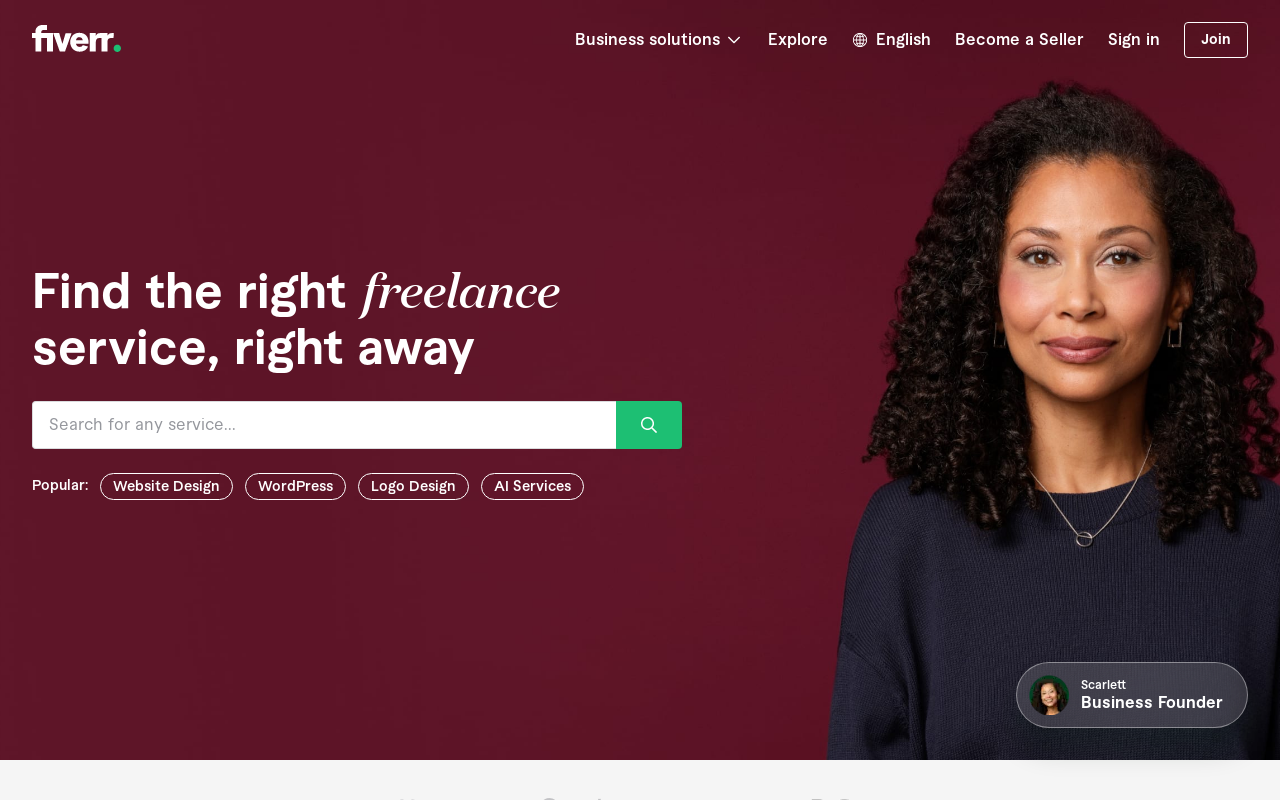 fiverr.
Business solutions
Explore
English
Become a Seller
Sign in
Join
Find the right freelance
service, right away
Search for any service...
Popular:
Website Design
WordPress
Logo Design
AI Services
Scarlett
Business Founder